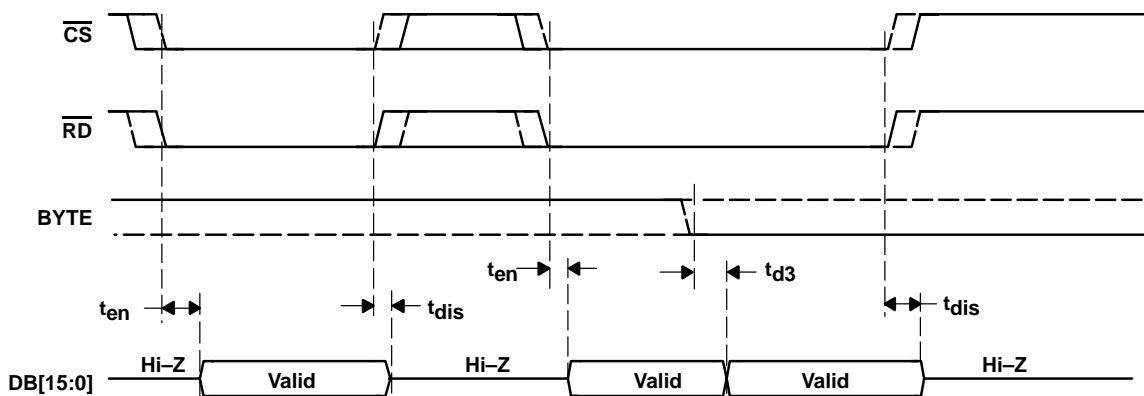 CS
RD
BYTE
ten
td3
ten
tdis
tdis
Hi–Z
Hi–Z
Hi–Z
DB[15:0]
Valid
Valid
Valid